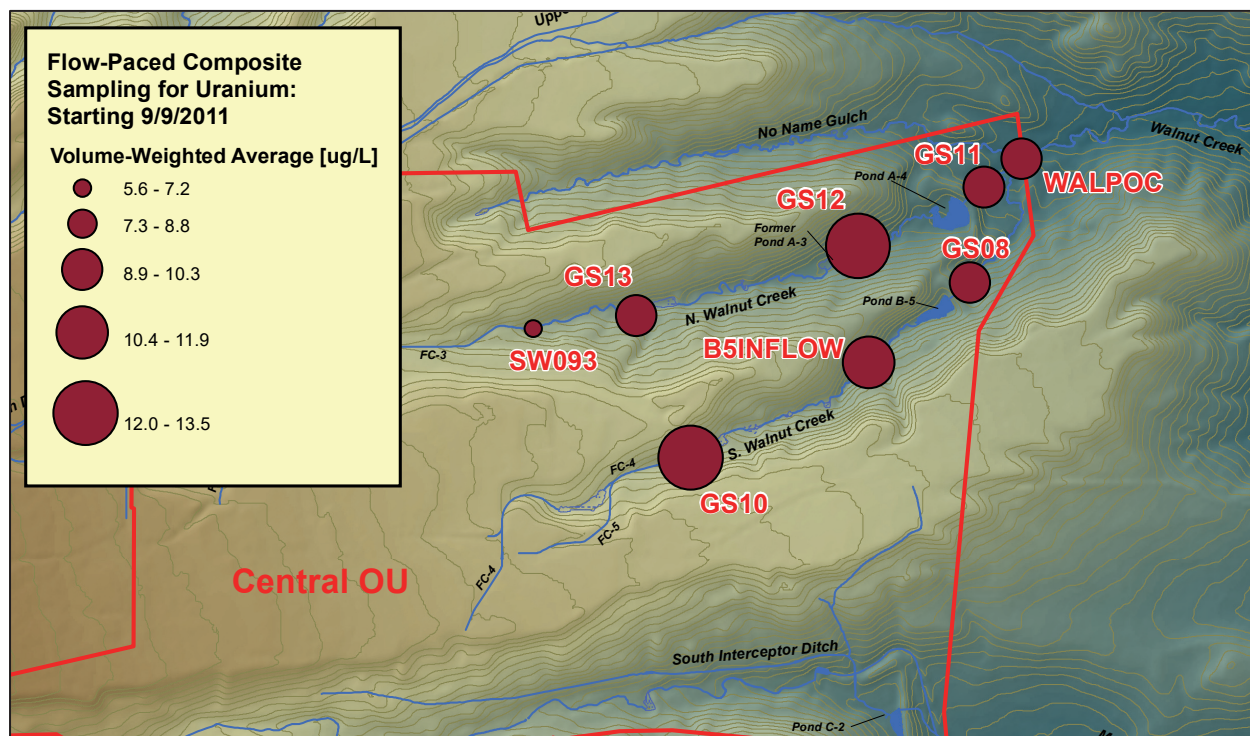 Flow-Paced Composite
Sampling for Uranium:
Starting 9/9/2011
Volume-Weighted Average [ug/L]
5.6 - 7.2
7.3 - 8.8
8.9 - 10.3
10.4 - 11.9
12.0 - 13.5
No Name Gulch
Walnut Creek
GS11
WALPOC
Pond A-4
GS12
Former
Pond A-3
GS08
GS13
Pond B-5
N. Walnut Creek
B5INFLOW
FC-3
SW093
S. Walnut Creek
FC-4
GS10
FC-5
FC-4
Central OU
South Interceptor Ditch
Pond C-2